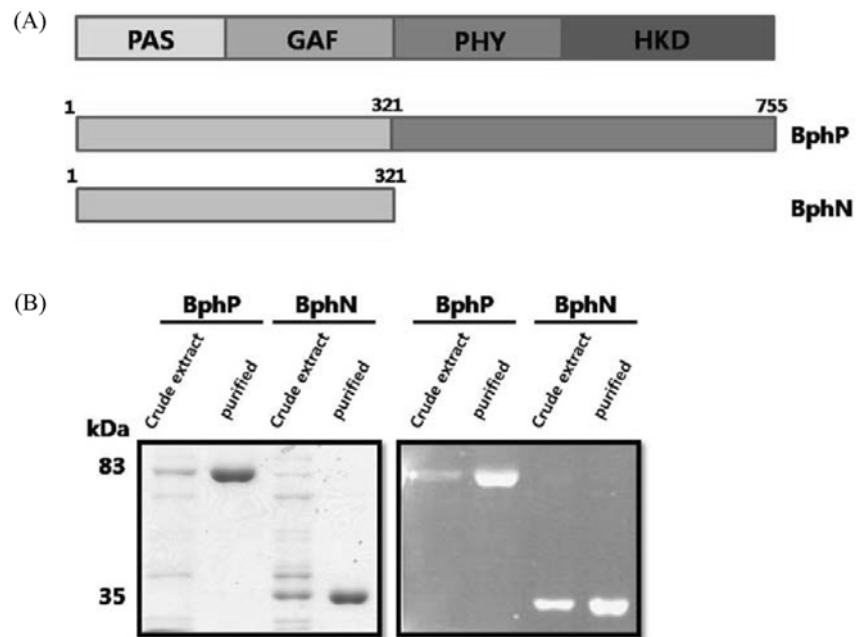 (A)
PAS GAF PHY HKD
1 321 755
BphP
1 321
BphN
(B)
BphP BphN BphP BphN
Crude extract purified Crude extract purified Crude extract purified Crude extract purified
kDa
83
35